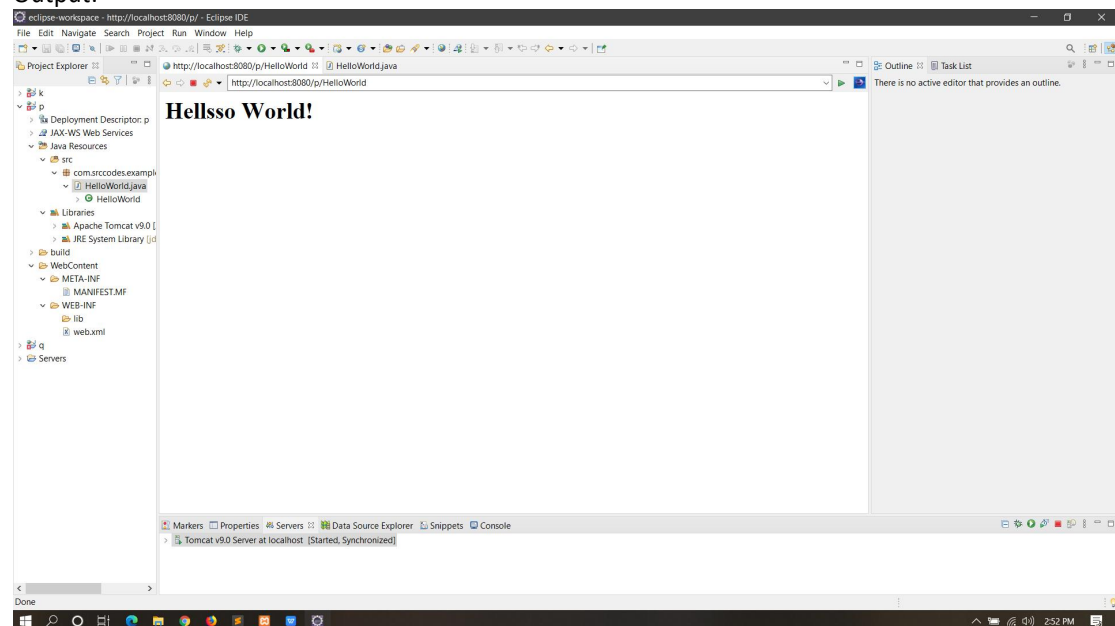 Output:
eclipse-workspace - http://localhost:8080/p/ - Eclipse IDE
File Edit Navigate Search Project Run Window Help
Project Explorer
http://localhost:8080/p/HelloWorld
HelloWorld.java
http://localhost:8080/p/HelloWorld
Outline
Task List
There is no active editor that provides an outline.
k
p
Deployment Descriptor: p
JAX-WS Web Services
Java Resources
src
com.srccodes.exampl
HelloWorld.java
HelloWorld
Libraries
Apache Tomcat v9.0 [
JRE System Library [jd
build
WebContent
META-INF
MANIFEST.MF
WEB-INF
lib
web.xml
q
Servers
Hellsso World!
Markers Properties Servers Data Source Explorer Snippets Console
Tomcat v9.0 Server at localhost [Started, Synchronized]
Done
2:52 PM